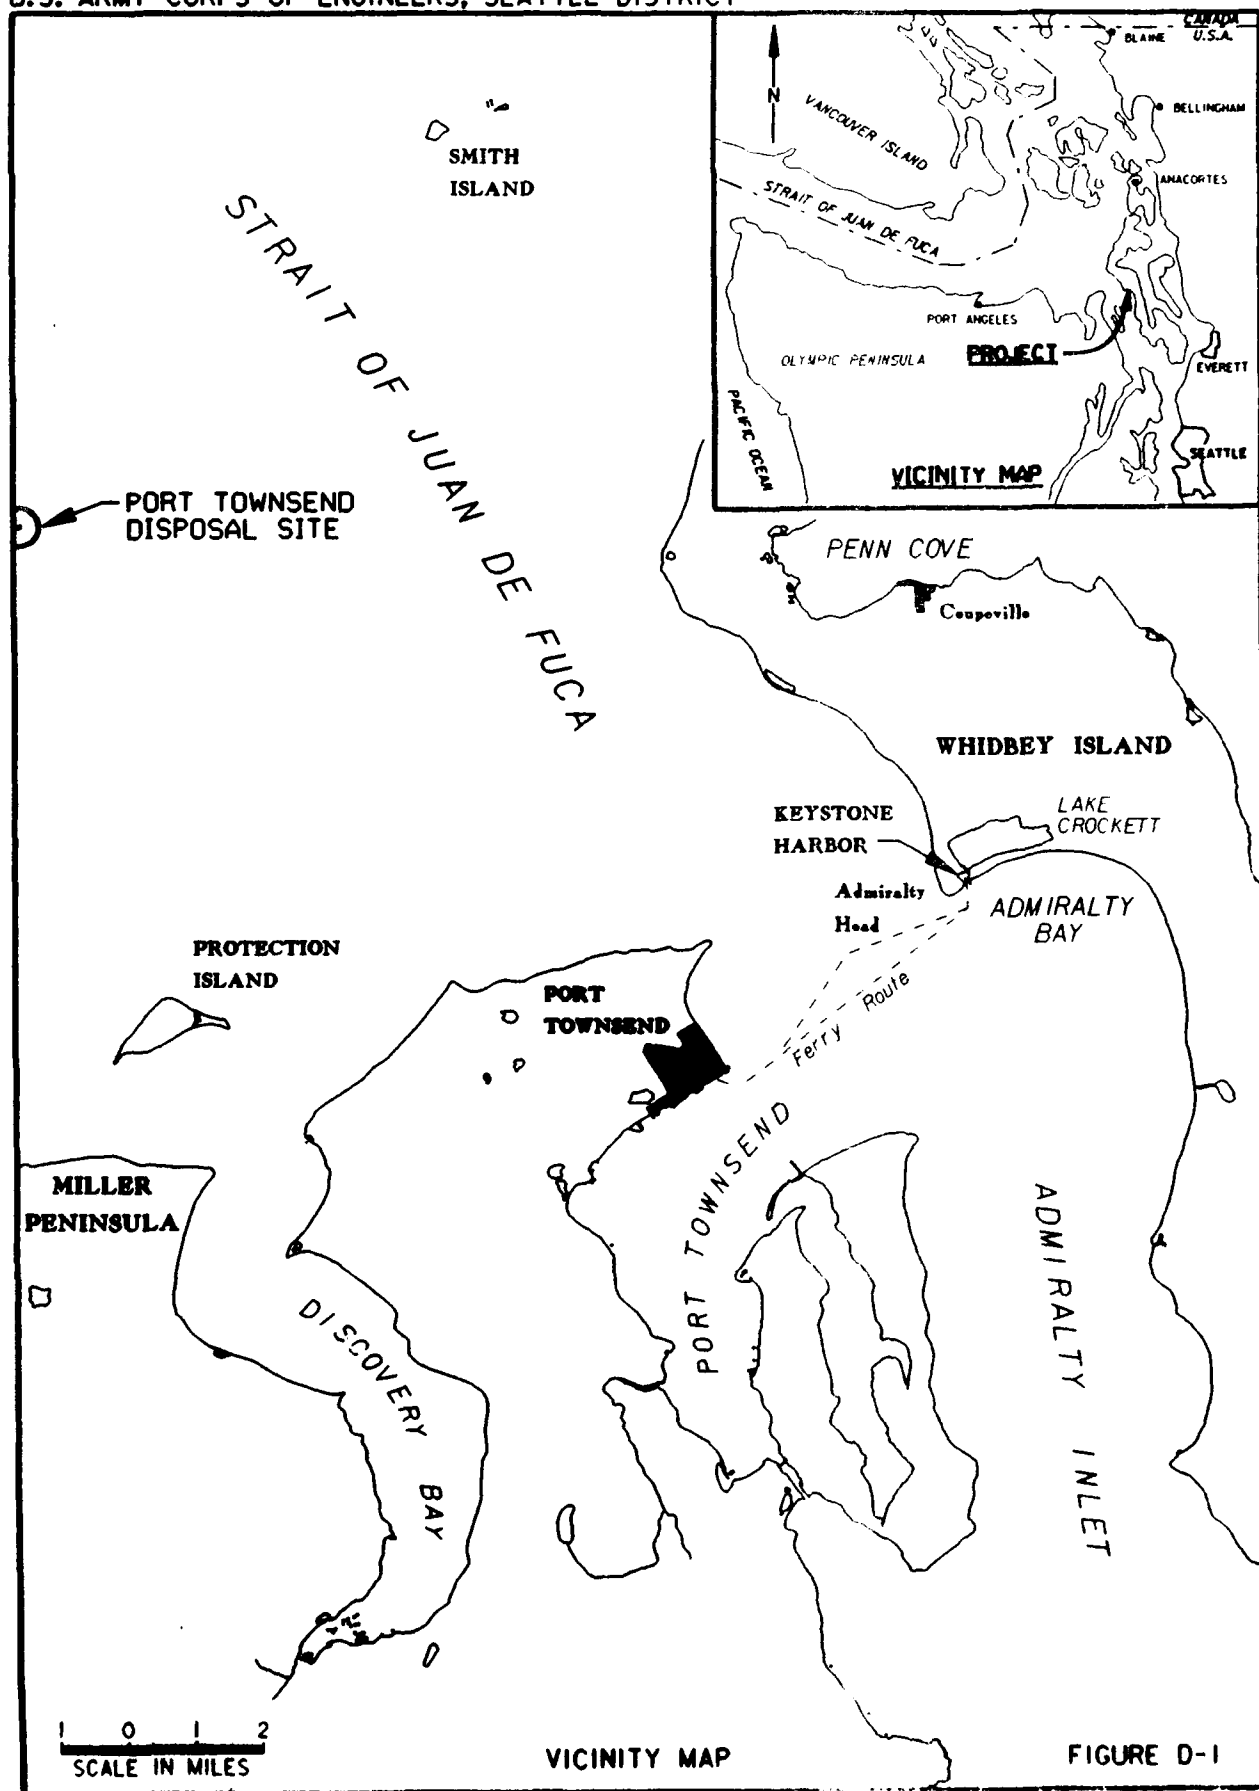 U.S. ARMY CORPS OF ENGINEERS, SEATTLE DISTRICT
CANADA
U.S.A.
BLAINE
N
VANCOUVER ISLAND
BELLINGHAM
ANACORTES
STRAIT OF JUAN DE FUCA
PORT ANGELES
OLYMPIC PENINSULA
PROJECT
EVERETT
PACIFIC OCEAN
SEATTLE
VICINITY MAP
SMITH
ISLAND
STRAIT OF JUAN DE FUCA
PORT TOWNSEND
DISPOSAL SITE
PENN COVE
Coupeville
WHIDBEY ISLAND
KEYSTONE
HARBOR
LAKE
CROCKETT
Admiralty
Head
ADMIRALTY
BAY
PROTECTION
ISLAND
PORT
TOWNSEND
Ferry Route
MILLER
PENINSULA
PORT TOWNSEND
ADMIRALTY INLET
DISCOVERY BAY
1 0 1 2
SCALE IN MILES
VICINITY MAP
FIGURE D-1